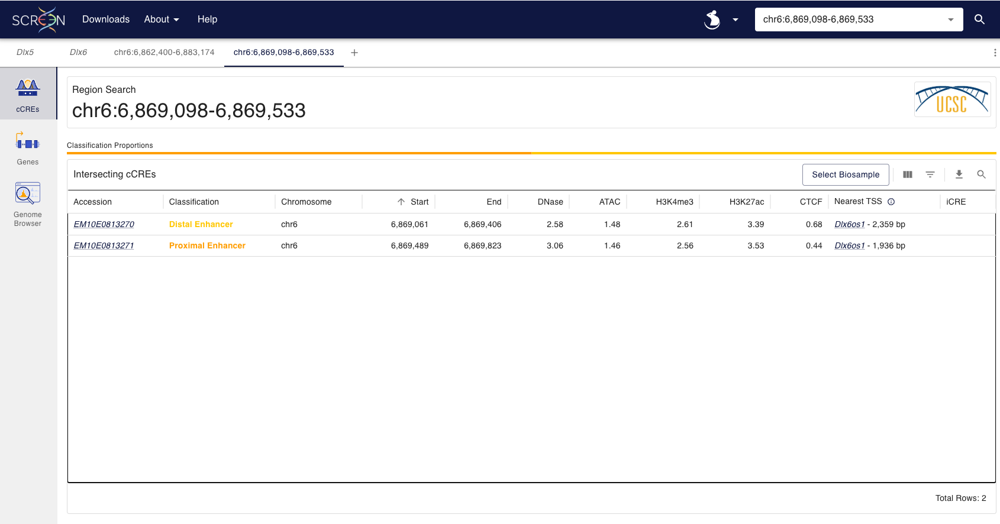 SCREEN Downloads About Help chr6:6,869,098-6,869,533
Dlx5 Dlx6 chr6:6,862,400-6,883,174 chr6:6,869,098-6,869,533 +
cCREs
Genes
Genome
Browser
Region Search
chr6:6,869,098-6,869,533
UCSC
Classification Proportions
Intersecting cCREs Select Biosample
Accession Classification Chromosome Start End DNase ATAC H3K4me3 H3K27ac CTCF Nearest TSS iCRE
EM10E0813270 Distal Enhancer chr6 6,869,061 6,869,406 2.58 1.48 2.61 3.39 0.68 Dlx6os1 - 2,359 bp
EM10E0813271 Proximal Enhancer chr6 6,869,489 6,869,823 3.06 1.46 2.56 3.53 0.44 Dlx6os1 - 1,936 bp
Total Rows: 2